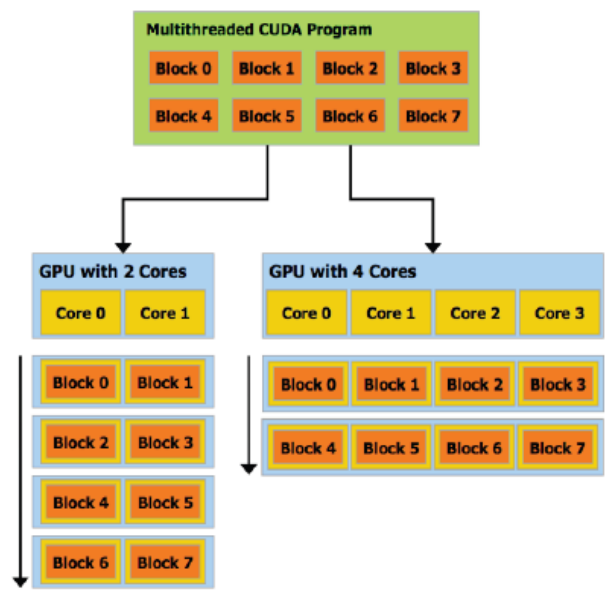 Multithreaded CUDA Program
Block 0 Block 1 Block 2 Block 3
Block 4 Block 5 Block 6 Block 7
GPU with 2 Cores
Core 0 Core 1
Block 0 Block 1
Block 2 Block 3
Block 4 Block 5
Block 6 Block 7
GPU with 4 Cores
Core 0 Core 1 Core 2 Core 3
Block 0 Block 1 Block 2 Block 3
Block 4 Block 5 Block 6 Block 7